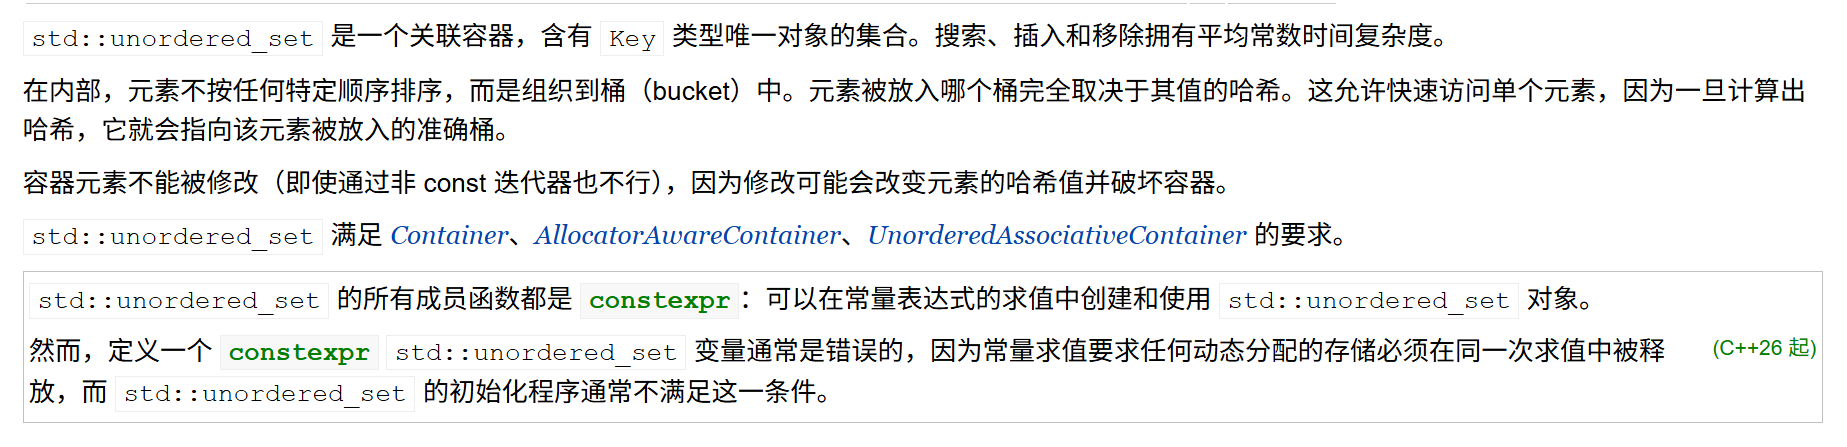 std::unordered_set 是一个关联容器，含有 Key 类型唯一对象的集合。搜索、插入和移除拥有平均常数时间复杂度。
在内部，元素不按任何特定顺序排序，而是组织到桶（bucket）中。元素被放入哪个桶完全取决于其值的哈希。这允许快速访问单个元素，因为一旦计算出
哈希，它就会指向该元素被放入的准确桶。
容器元素不能被修改（即使通过非 const 迭代器也不行），因为修改可能会改变元素的哈希值并破坏容器。
std::unordered_set 满足 Container、AllocatorAwareContainer、UnorderedAssociativeContainer 的要求。
std::unordered_set 的所有成员函数都是 constexpr：可以在常量表达式的求值中创建和使用 std::unordered_set 对象。
然而，定义一个 constexpr std::unordered_set 变量通常是错误的，因为常量求值要求任何动态分配的存储必须在同一次求值中被释
(C++26 起)
放，而 std::unordered_set 的初始化程序通常不满足这一条件。